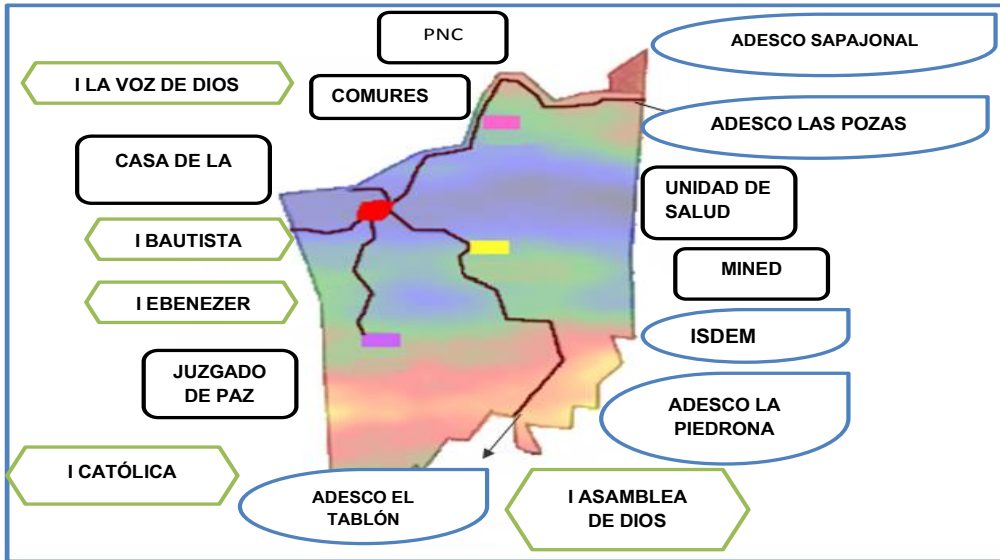 PNC
ADESCO SAPAJONAL
I LA VOZ DE DIOS
COMURES
ADESCO LAS POZAS
CASA DE LA
UNIDAD DE
SALUD
I BAUTISTA
MINED
I EBENEZER
ISDEM
JUZGADO
DE PAZ
ADESCO LA
PIEDRONA
I CATÓLICA
ADESCO EL
TABLÓN
I ASAMBLEA
DE DIOS